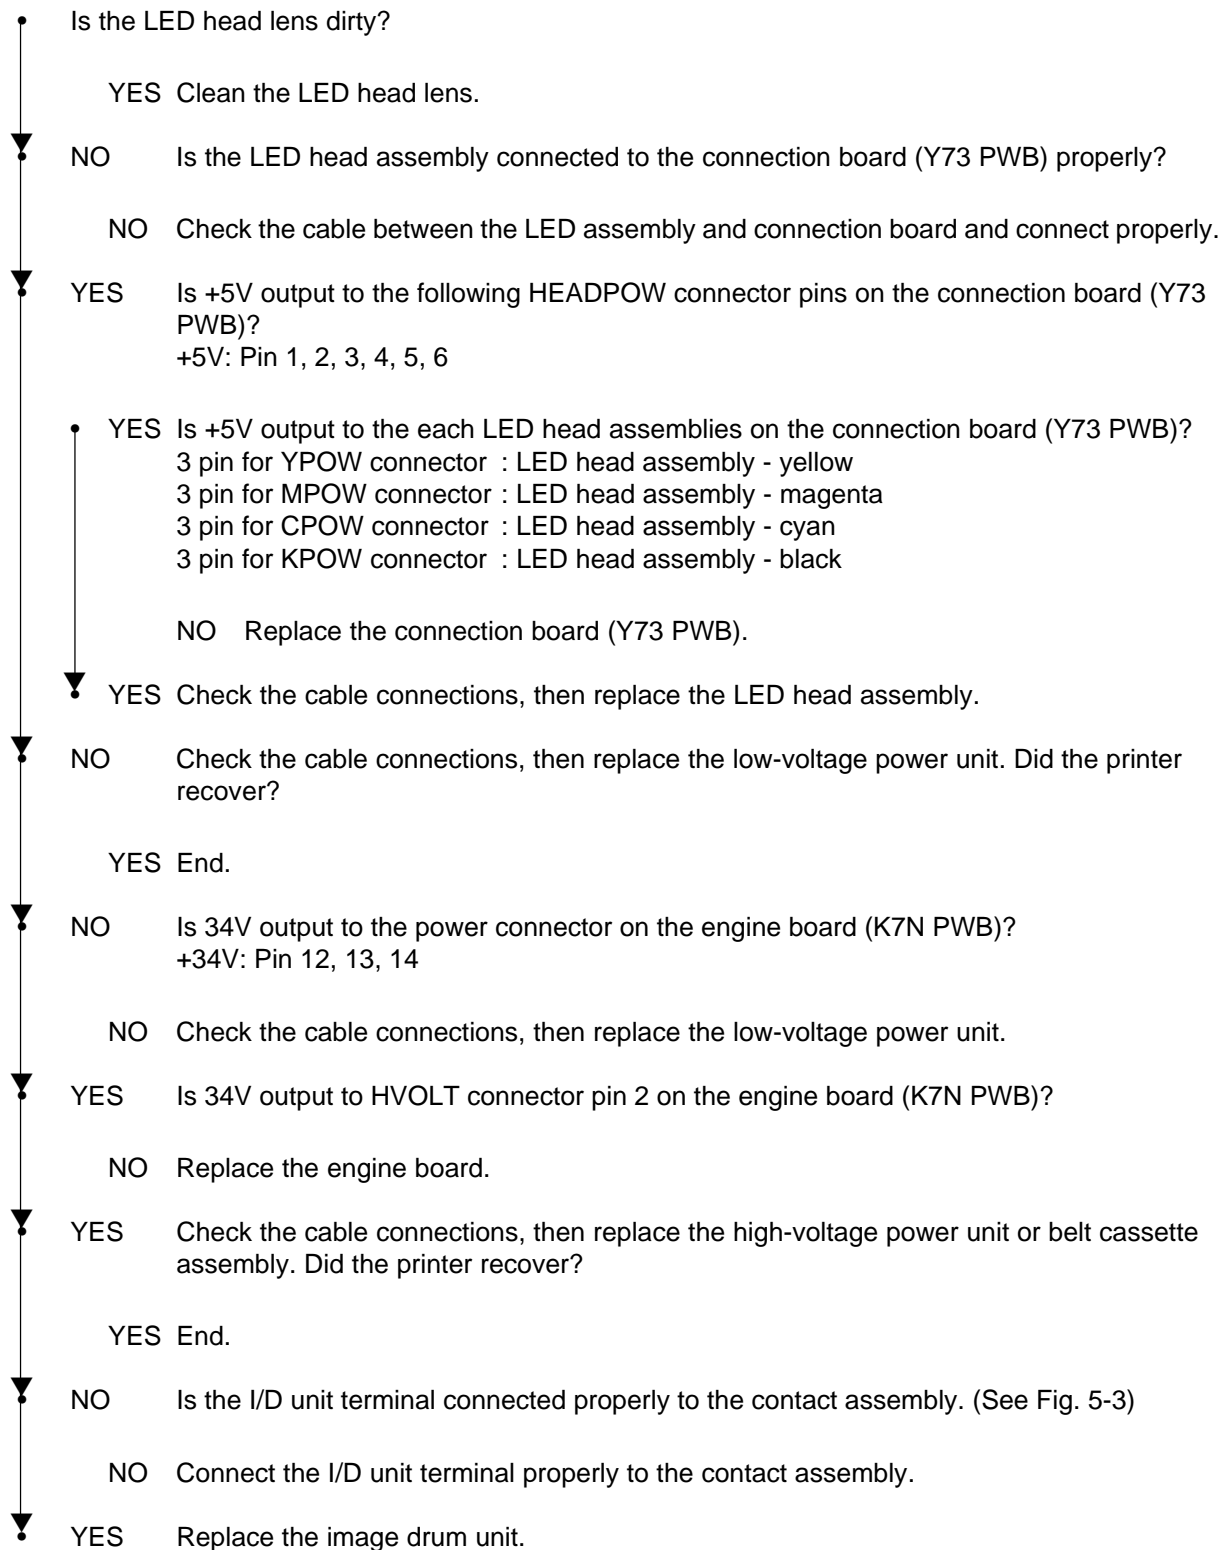 Is the LED head lens dirty?
YES Clean the LED head lens.
NO Is the LED head assembly connected to the connection board (Y73 PWB) properly?
NO Check the cable between the LED assembly and connection board and connect properly.
YES Is +5V output to the following HEADPOW connector pins on the connection board (Y73
PWB)?
+5V: Pin 1, 2, 3, 4, 5, 6
YES Is +5V output to the each LED head assemblies on the connection board (Y73 PWB)?
3 pin for YPOW connector : LED head assembly - yellow
3 pin for MPOW connector : LED head assembly - magenta
3 pin for CPOW connector : LED head assembly - cyan
3 pin for KPOW connector : LED head assembly - black
NO Replace the connection board (Y73 PWB).
YES Check the cable connections, then replace the LED head assembly.
NO Check the cable connections, then replace the low-voltage power unit. Did the printer
recover?
YES End.
NO Is 34V output to the power connector on the engine board (K7N PWB)?
+34V: Pin 12, 13, 14
NO Check the cable connections, then replace the low-voltage power unit.
YES Is 34V output to HVOLT connector pin 2 on the engine board (K7N PWB)?
NO Replace the engine board.
YES Check the cable connections, then replace the high-voltage power unit or belt cassette
assembly. Did the printer recover?
YES End.
NO Is the I/D unit terminal connected properly to the contact assembly. (See Fig. 5-3)
NO Connect the I/D unit terminal properly to the contact assembly.
YES Replace the image drum unit.